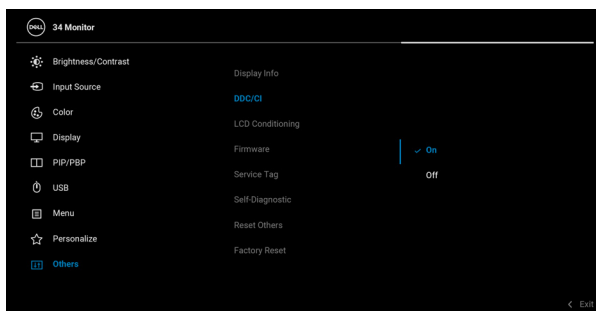 DELL
34 Monitor
Brightness/Contrast
Input Source
Color
Display
PIP/PBP
USB
Menu
Personalize
Others
Display Info
DDC/CI
LCD Conditioning
Firmware
Service Tag
Self-Diagnostic
Reset Others
Factory Reset
On
Off
Exit